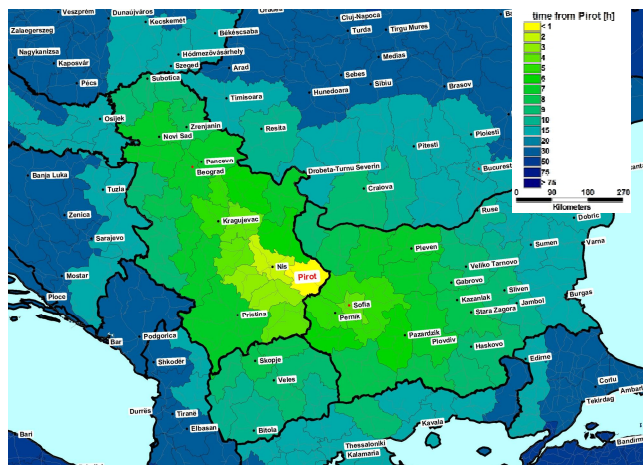 Veszprém
Dunaújváros
Kecskemét
Zalaegerszeg
Békéscsaba
Cluj-Napoca
Turda
Tirgu Mures
Nagykanizsa
Kaposvár
Hódmezővásárhely
Medias
Szeged
Arad
Pécs
Subotica
Sebes
Sibiu
Hunedoara
Brasov
Timisoara
Osijek
Zrenjanin
Resita
Novi Sad
Ploiesti
Pitesti
Pancevo
Beograd
Drobeta-Turnu Severin
Bucurest
Banja Luka
Tuzla
Craiova
Zenica
Kragujevac
Ruse
Dobric
Sarajevo
Pleven
Sumen
Varna
Nis
Veliko Tarnovo
Mostar
Pirot
Gabrovo
Sliven
Ploce
Sofia
Kazanlak
Burgas
Pernik
Jambol
Stara Zagora
Pristina
Podgorica
Bar
Pazardzik
Plovdiv
Haskovo
Shkodër
Skopje
Edirne
Veles
Corlu
Ambarl
Durrës
Tiranë
Tekirdag
Elbasan
Bitola
Kavala
Bari
Thessaloniki
Kalamaria
Bandirm
time from Pirot [h]
< 1
2
3
4
5
6
7
8
9
10
15
20
30
50
75
> 75
0 90 180 270
Kilometers